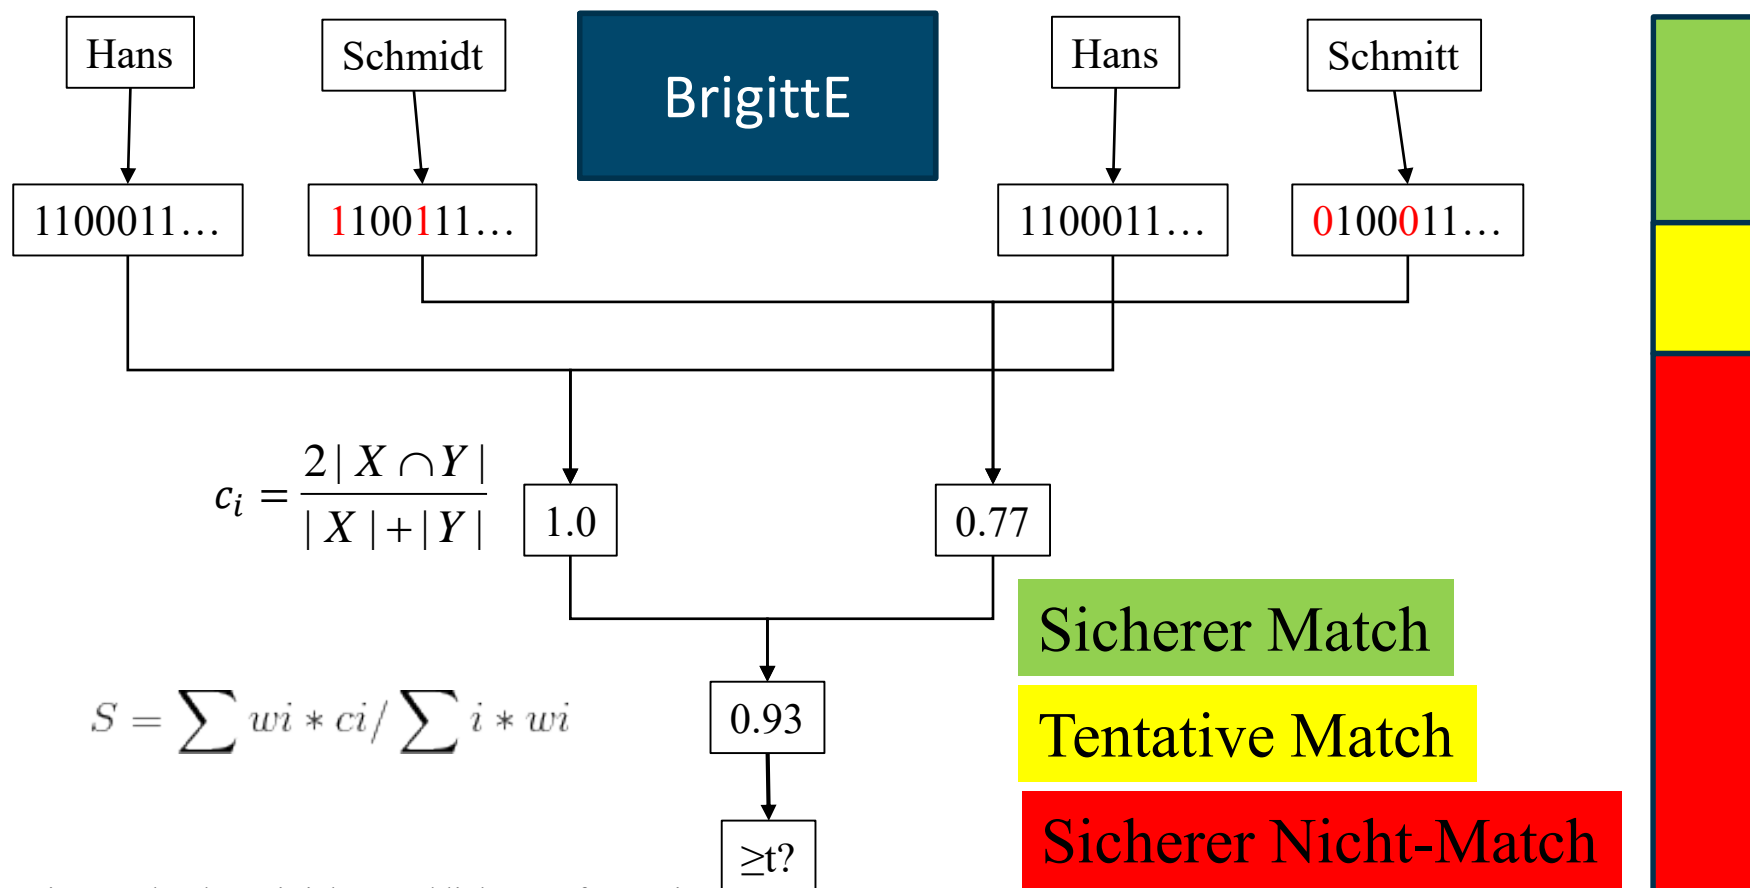 Hans
Schmidt
BrigittE
Hans
Schmitt
1100011…
1100111…
1100011…
0100011…
c_i = 2| X ∩ Y | / | X |+| Y |
1.0
0.77
Sicherer Match
S = ∑ wi * ci/ ∑ i * wi
0.93
Tentative Match
Sicherer Nicht-Match
≥t?